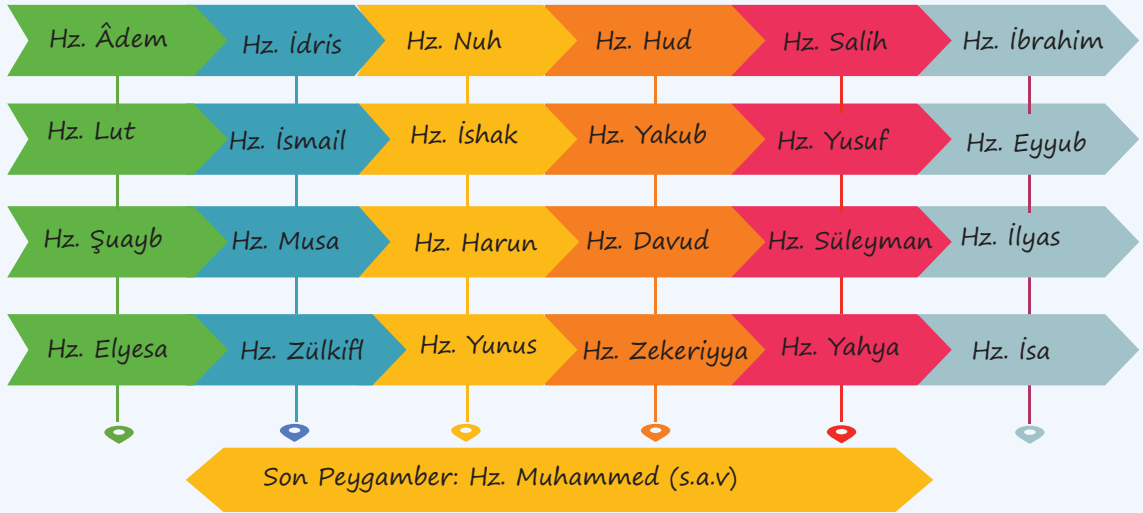 Hz. Âdem
Hz. İdris
Hz. Nuh
Hz. Hud
Hz. Salih
Hz. İbrahim
Hz. Lut
Hz. İsmail
Hz. İshak
Hz. Yakub
Hz. Yusuf
Hz. Eyyub
Hz. Şuayb
Hz. Musa
Hz. Harun
Hz. Davud
Hz. Süleyman
Hz. İlyas
Hz. Elyesa
Hz. Zülkifl
Hz. Yunus
Hz. Zekeriyya
Hz. Yahya
Hz. İsa
Son Peygamber: Hz. Muhammed (s.a.v)